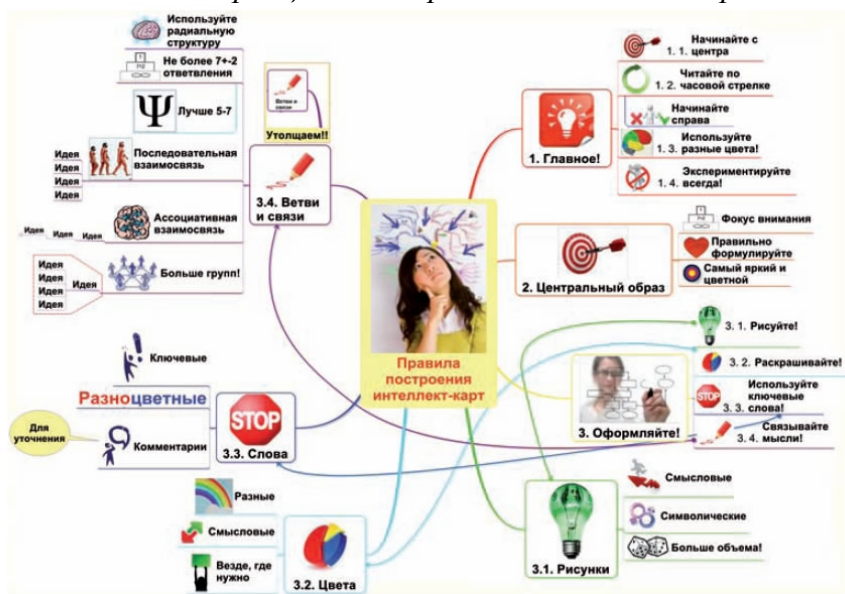 Правила
построения
интеллект-карт
1. Главное!
Начинайте с
1. 1. центра
Читайте по
1. 2. часовой стрелке
Начинайте
справа
Используйте
1. 3. разные цвета!
Экспериментируйте
1. 4. всегда!
2. Центральный образ
Фокус внимания
Правильно
формулируйте
Самый яркий и
цветной
3. Оформляйте!
3. 1. Рисуйте!
3. 2. Раскрашивайте!
Используйте
ключевые
3. 3. слова!
Связывайте
3. 4. мысли!
3.1. Рисунки
Смысловые
Символические
Больше объема!
3.2. Цвета
Разные
Смысловые
Везде, где
нужно
3.3. Слова
STOP
STOP
Ключевые
Разноцветные
Комментарии
Для
уточнения
3.4. Ветви
и связи
Ветви и
связи
Утолщаем!!
Используйте
радиальную
структуру
Не более 7+-2
ответвления
Ψ
Лучше 5-7
Последовательная
взаимосвязь
Идея
Идея
Идея
Идея
Ассоциативная
взаимосвязь
Идея
Идея
Идея
Больше групп!
Идея
Идея
Идея
Идея
Идея